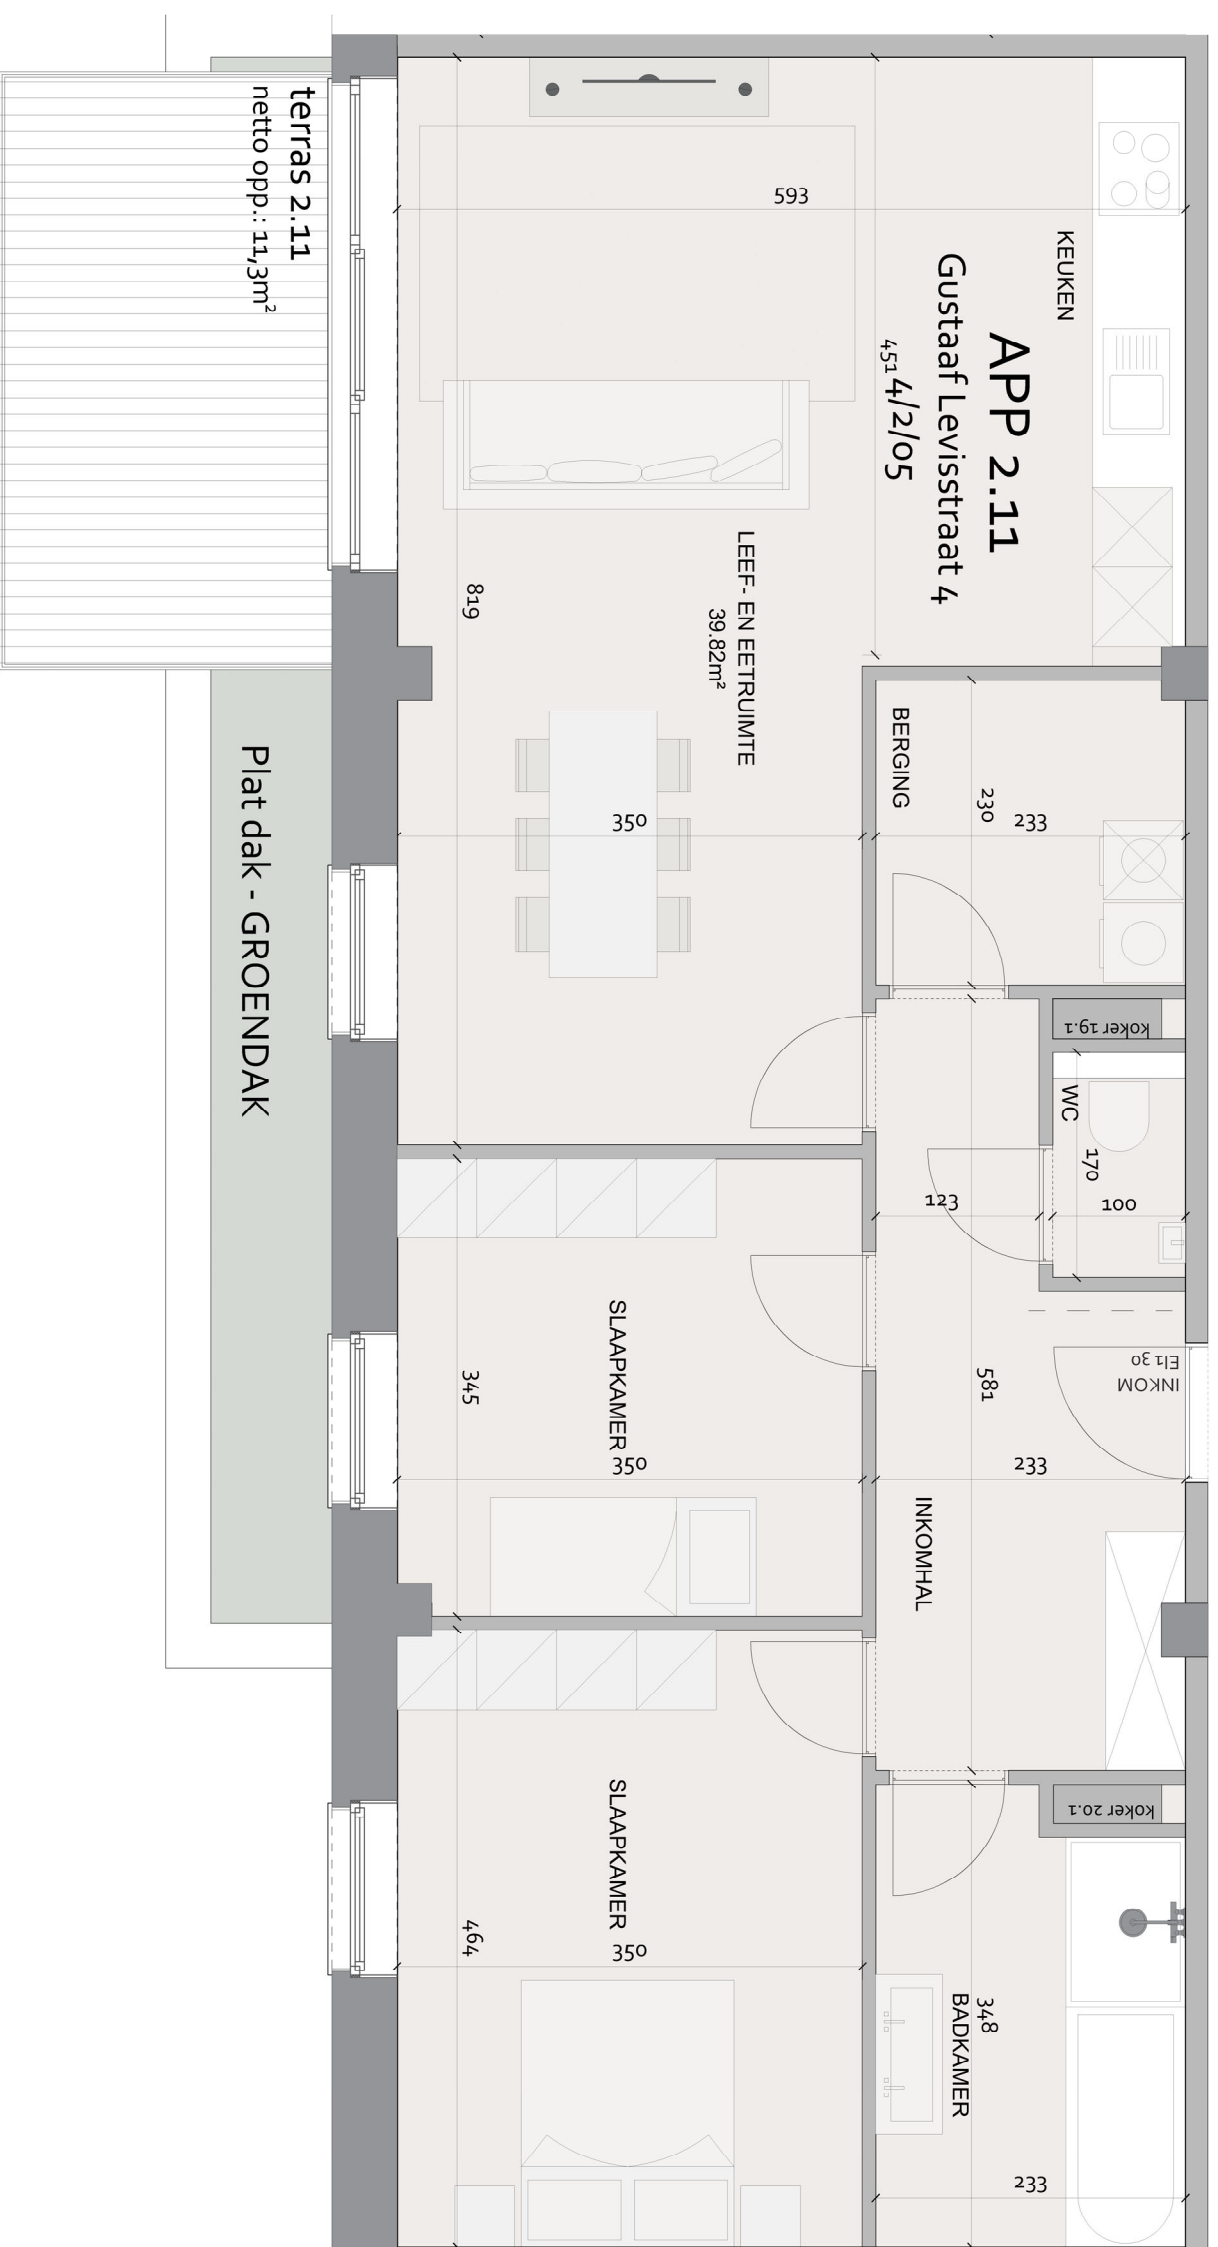 terras 2.11
netto opp.: 11,3m²
593
KEUKEN
APP 2.11
Gustaaf Levisstraat 4
4/2/05
451
LEEF- EN EETRUIMTE
39.82m²
819
BERGING
230
233
350
Plat dak - GROENDAK
koker 19.1
WC
170
100
123
INKOM
EI1 30
581
SLAAPKAMER
345
350
233
INKOMHAL
koker 20.1
SLAAPKAMER
464
350
348
BADKAMER
233